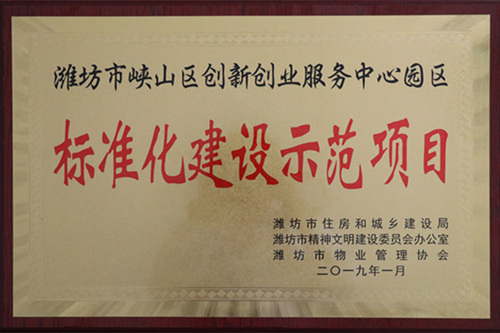 潍坊市峡山区创新创业服务中心园区
标准化建设示范项目
潍坊市住房和城乡建设局
潍坊市精神文明建设委员会办公室
潍坊市物业管理协会
二〇一九年一月